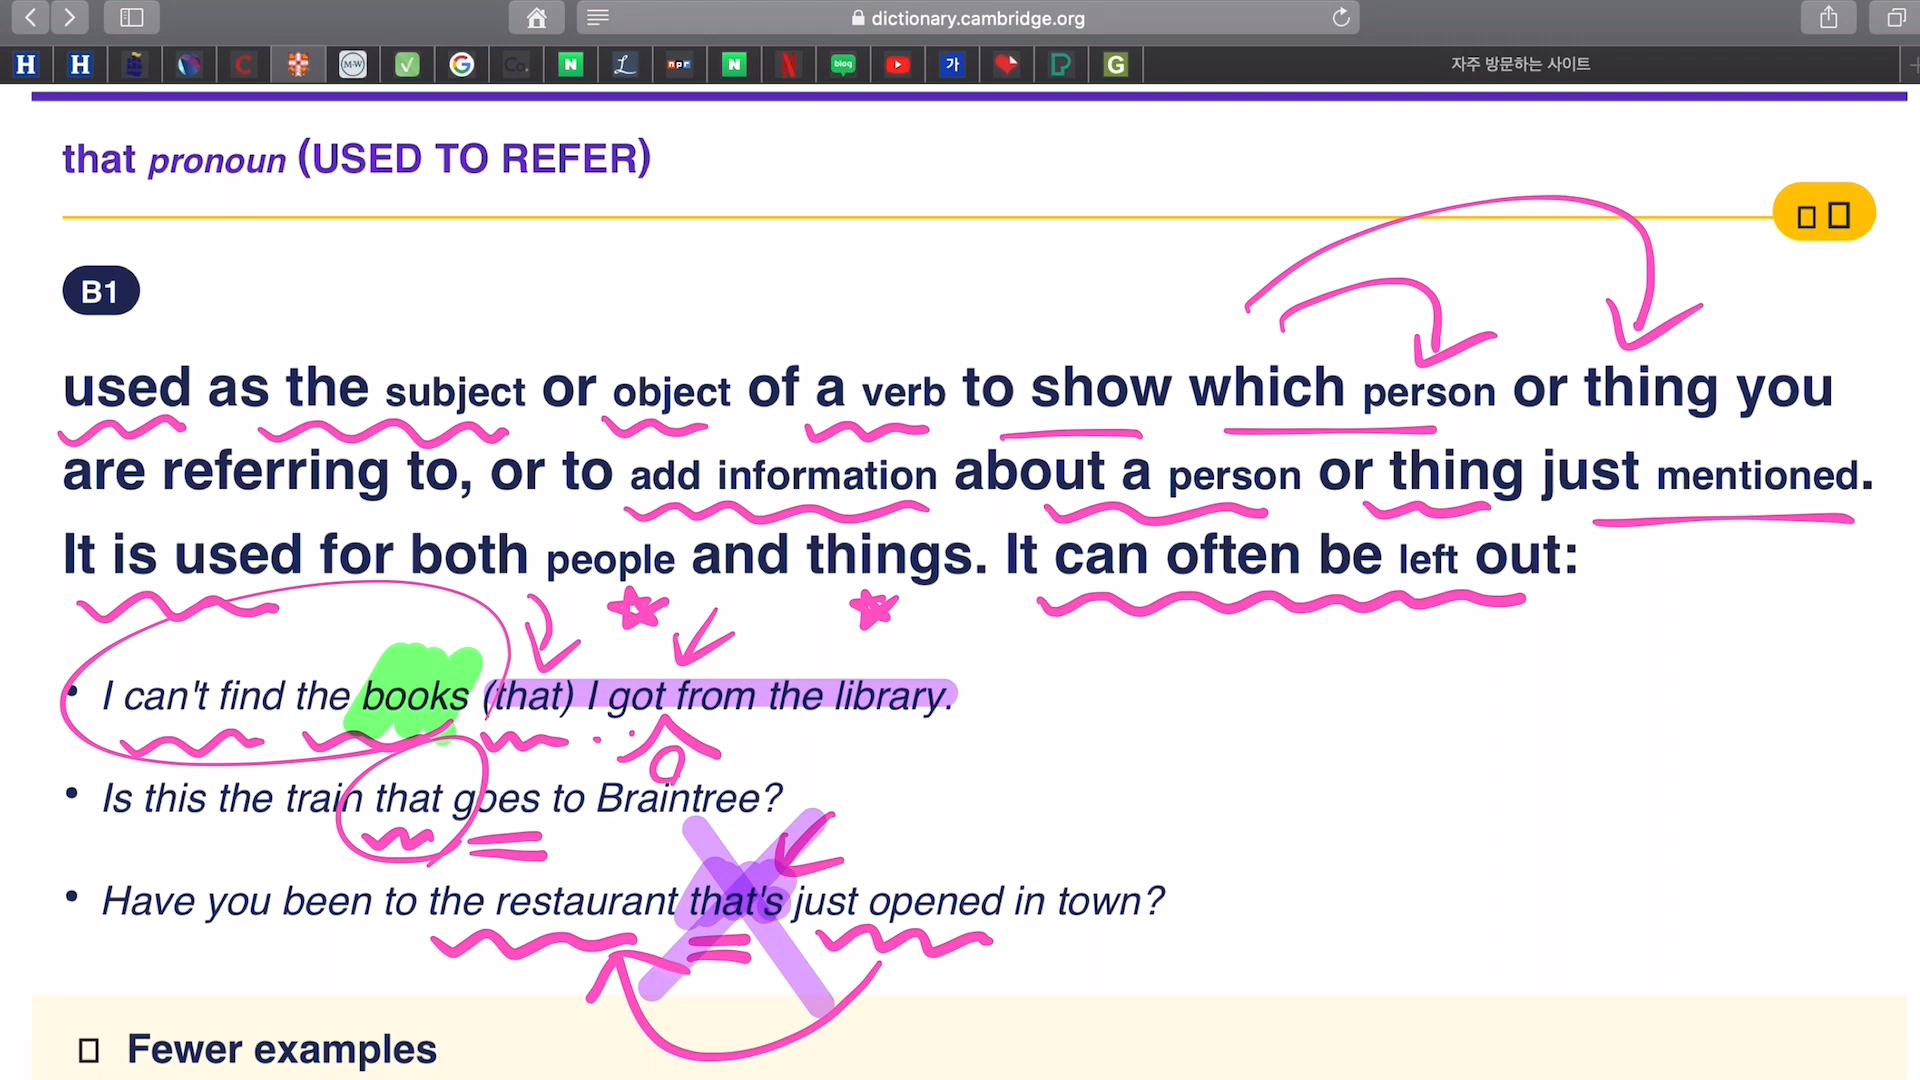 dictionary.cambridge.org
H H C M-W G Co. N L npr N N blog 가 P G 자주 방문하는 사이트
that pronoun (USED TO REFER)
B1
used as the subject or object of a verb to show which person or thing you
are referring to, or to add information about a person or thing just mentioned.
It is used for both people and things. It can often be left out:
• I can't find the books (that) I got from the library.
• Is this the train that goes to Braintree?
• Have you been to the restaurant that's just opened in town?
Fewer examples